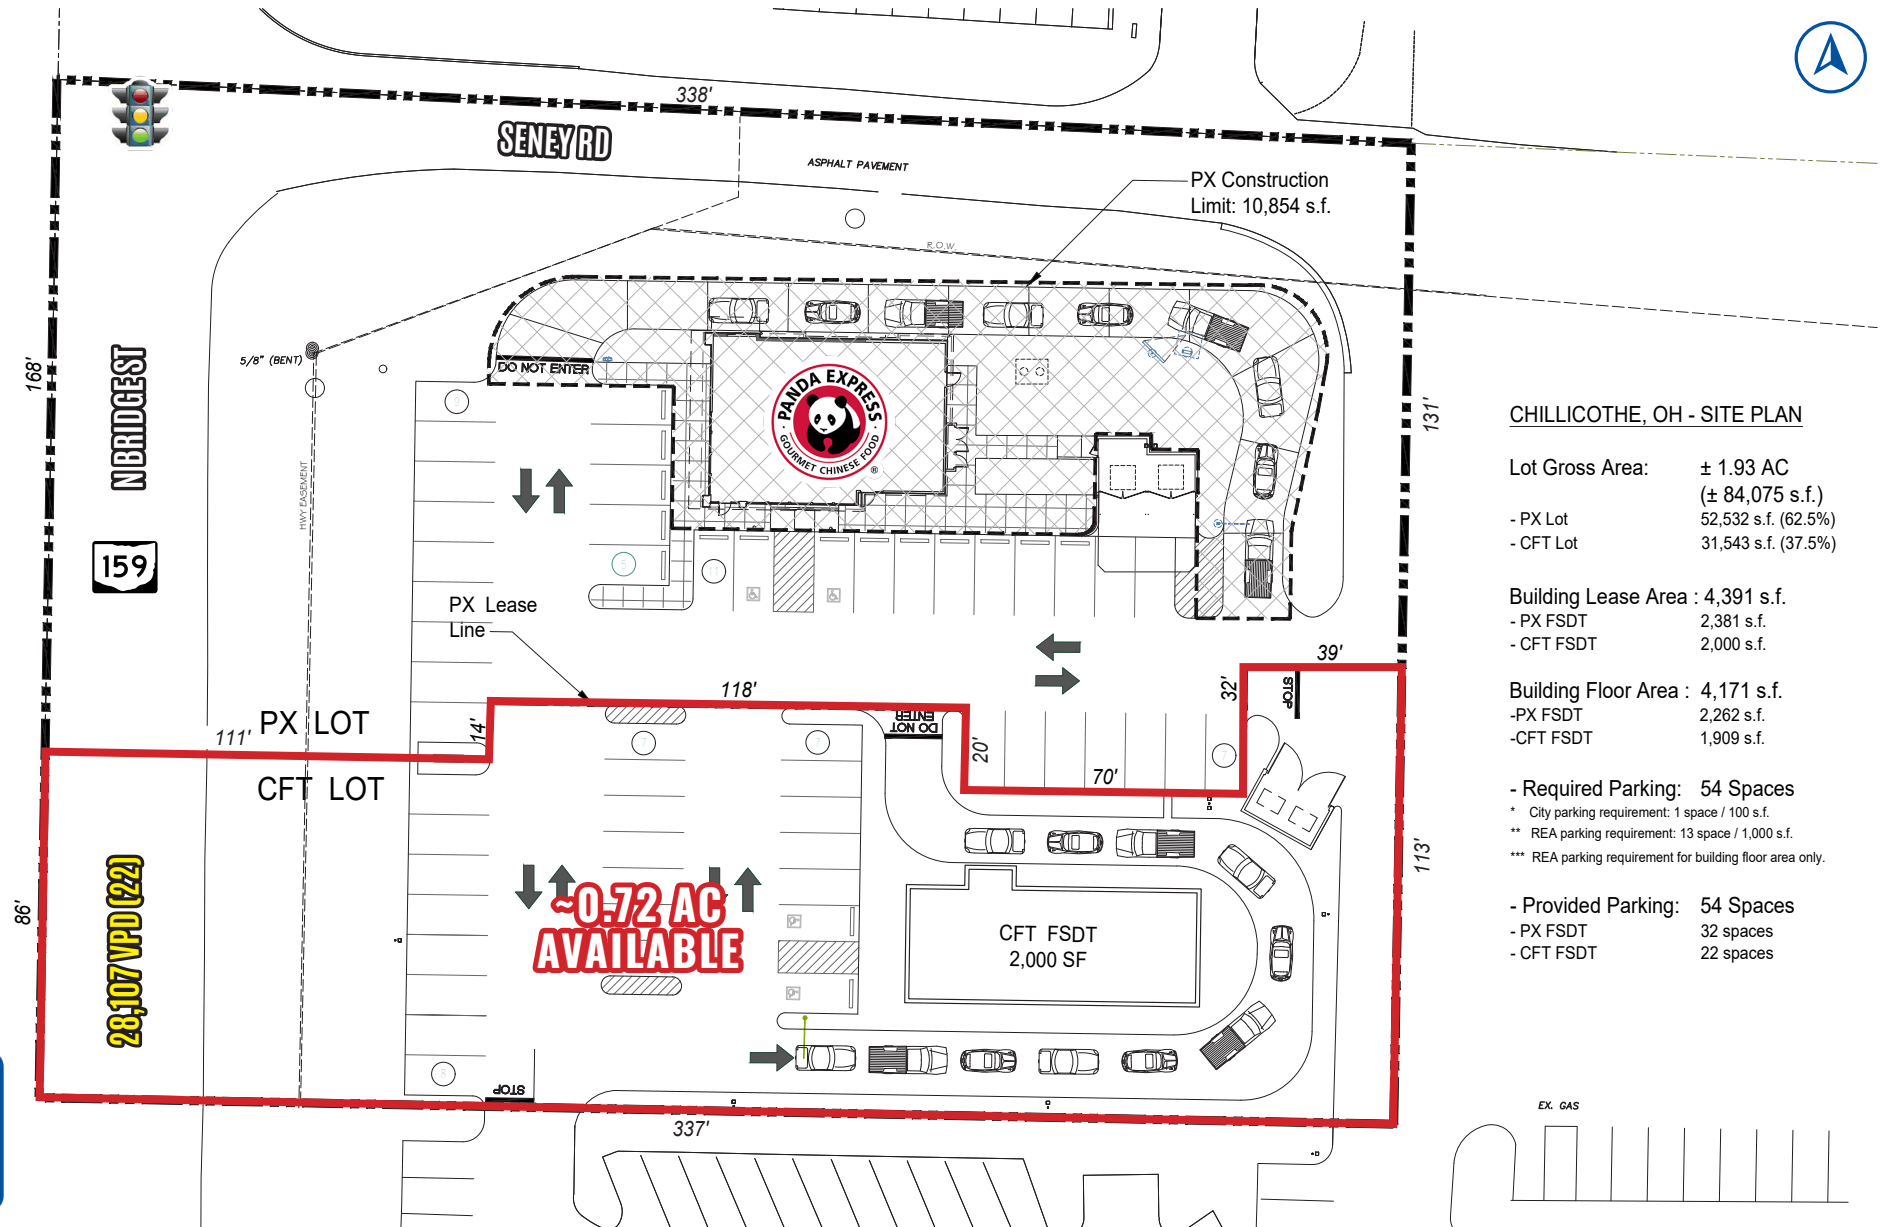 338'
SENEY RD
ASPHALT PAVEMENT
PX Construction
Limit: 10,854 s.f.
R.O.W.
168'
N BRIDGE ST
5/8" (BENT)
HWY EASEMENT
DO NOT ENTER
9
PANDA EXPRESS
GOURMET CHINESE FOOD
®
131'
159
5
11
PX Lease
Line
118'
39'
32'
STOP
PX LOT
111'
14'
DO NOT
ENTER
20'
70'
7
7
7
CFT LOT
86'
28,107 VPD (22)
~0.72 AC
AVAILABLE
CFT FSDT
2,000 SF
113'
8
STOP
337'
CHILLICOTHE, OH - SITE PLAN
Lot Gross Area: ± 1.93 AC
(± 84,075 s.f.)
- PX Lot 52,532 s.f. (62.5%)
- CFT Lot 31,543 s.f. (37.5%)
Building Lease Area : 4,391 s.f.
- PX FSDT 2,381 s.f.
- CFT FSDT 2,000 s.f.
Building Floor Area : 4,171 s.f.
-PX FSDT 2,262 s.f.
-CFT FSDT 1,909 s.f.
- Required Parking: 54 Spaces
* City parking requirement: 1 space / 100 s.f.
** REA parking requirement: 13 space / 1,000 s.f.
*** REA parking requirement for building floor area only.
- Provided Parking: 54 Spaces
- PX FSDT 32 spaces
- CFT FSDT 22 spaces
EX. GAS